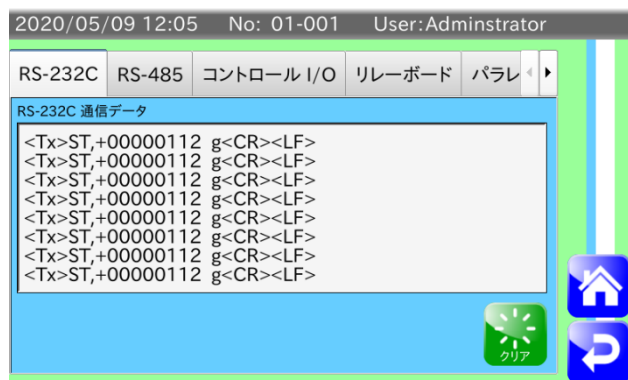 2020/05/09 12:05 No: 01-001 User:Adminstrator
RS-232C RS-485 コントロール I/O リレーボード パラレ
RS-232C 通信データ
<Tx>ST,+00000112 g<CR><LF>
<Tx>ST,+00000112 g<CR><LF>
<Tx>ST,+00000112 g<CR><LF>
<Tx>ST,+00000112 g<CR><LF>
<Tx>ST,+00000112 g<CR><LF>
<Tx>ST,+00000112 g<CR><LF>
<Tx>ST,+00000112 g<CR><LF>
<Tx>ST,+00000112 g<CR><LF>
クリア